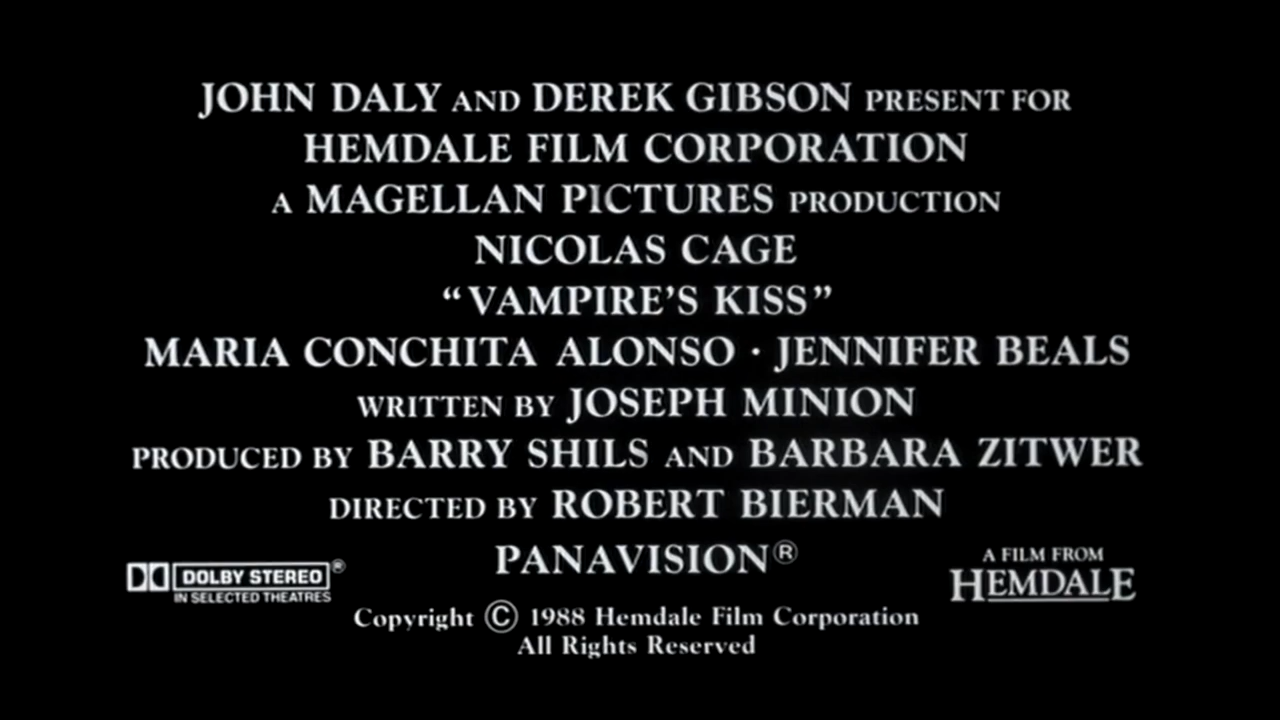 JOHN DALY AND DEREK GIBSON PRESENT FOR
HEMDALE FILM CORPORATION
A MAGELLAN PICTURES PRODUCTION
NICOLAS CAGE
“VAMPIRE’S KISS”
MARIA CONCHITA ALONSO · JENNIFER BEALS
WRITTEN BY JOSEPH MINION
PRODUCED BY BARRY SHILS AND BARBARA ZITWER
DIRECTED BY ROBERT BIERMAN
PANAVISION®
DOLBY STEREO®
IN SELECTED THEATRES
A FILM FROM
HEMDALE
Copyright © 1988 Hemdale Film Corporation
All Rights Reserved